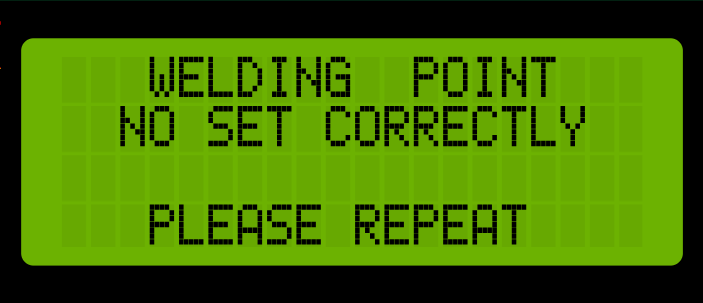 WELDING  POINT
NO SET CORRECTLY
PLEASE REPEAT